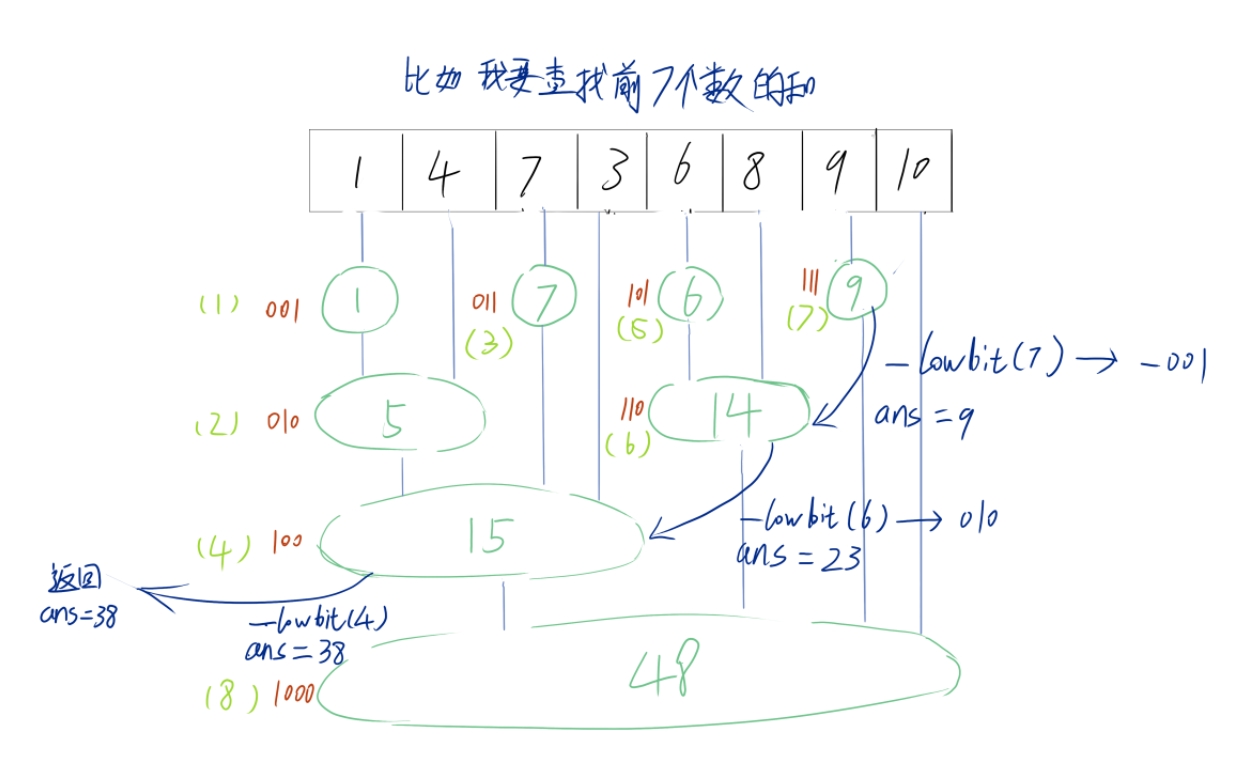 比如 我要查找前7个数的和
1 4 7 3 6 8 9 10
(1) 001 1
011 7
(3)
101 6
(5)
111 9
(7)
-lowbit(7) → -001
ans = 9
(2) 010 5
110 14
(6)
-lowbit(6) → 010
ans = 23
(4) 100 15
返回
ans=38
-lowbit(4)
ans = 38
(8) 1000 48